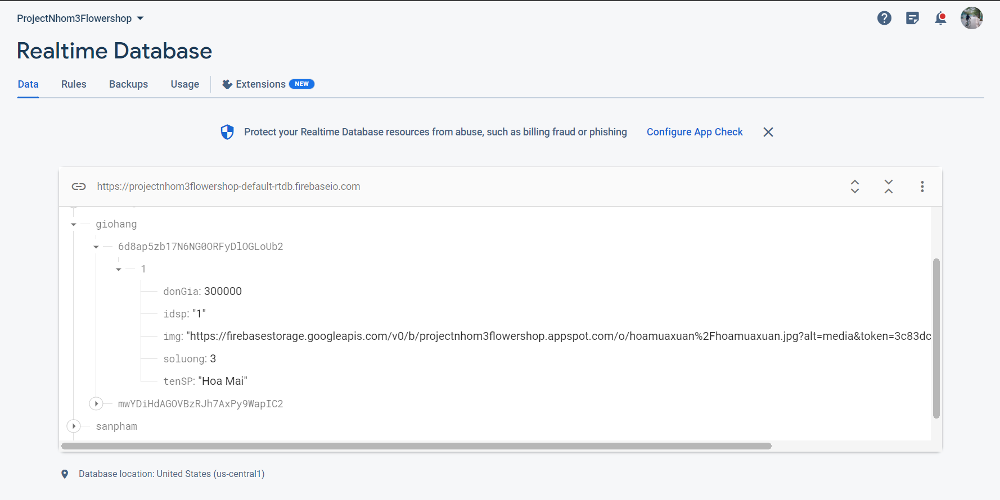 ProjectNhom3Flowershop
Realtime Database
Data Rules Backups Usage Extensions NEW
Protect your Realtime Database resources from abuse, such as billing fraud or phishing Configure App Check
https://projectnhom3flowershop-default-rtdb.firebaseio.com
giohang
6d8ap5zb17N6NG0ORFyDlOGLoUb2
1
donGia: 300000
idsp: "1"
img: "https://firebasestorage.googleapis.com/v0/b/projectnhom3flowershop.appspot.com/o/hoamuaxuan%2Fhoamuaxuan.jpg?alt=media&token=3c83dc
soluong: 3
tenSP: "Hoa Mai"
mwYDiHdAGOVBzRJh7AxPy9WapIC2
sanpham
Database location: United States (us-central1)